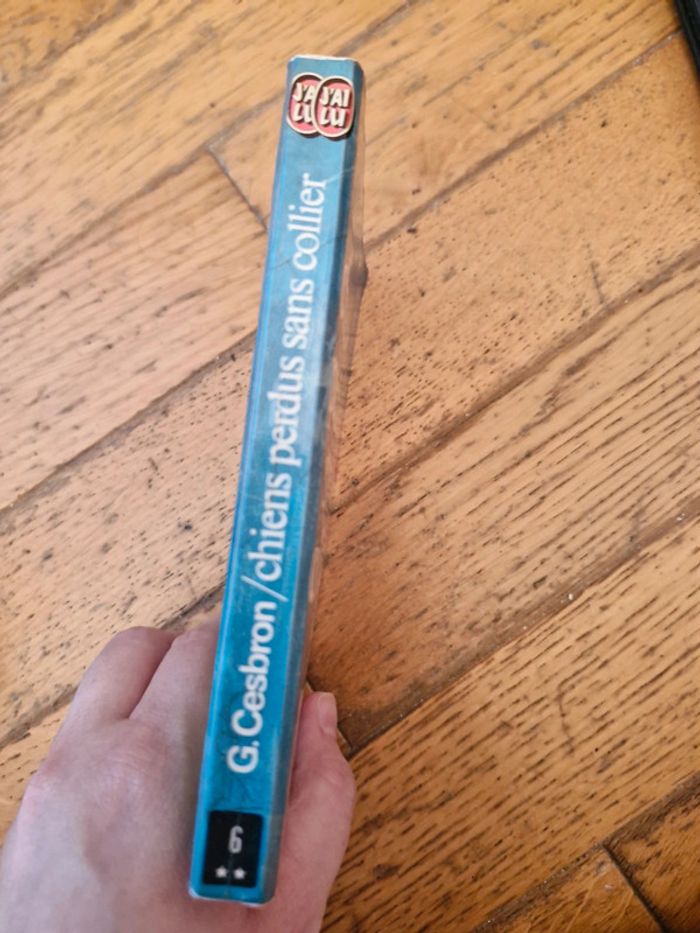 J'AI
LU
J'AI
LU
G. Cesbron / chiens perdus sans collier
6
★★